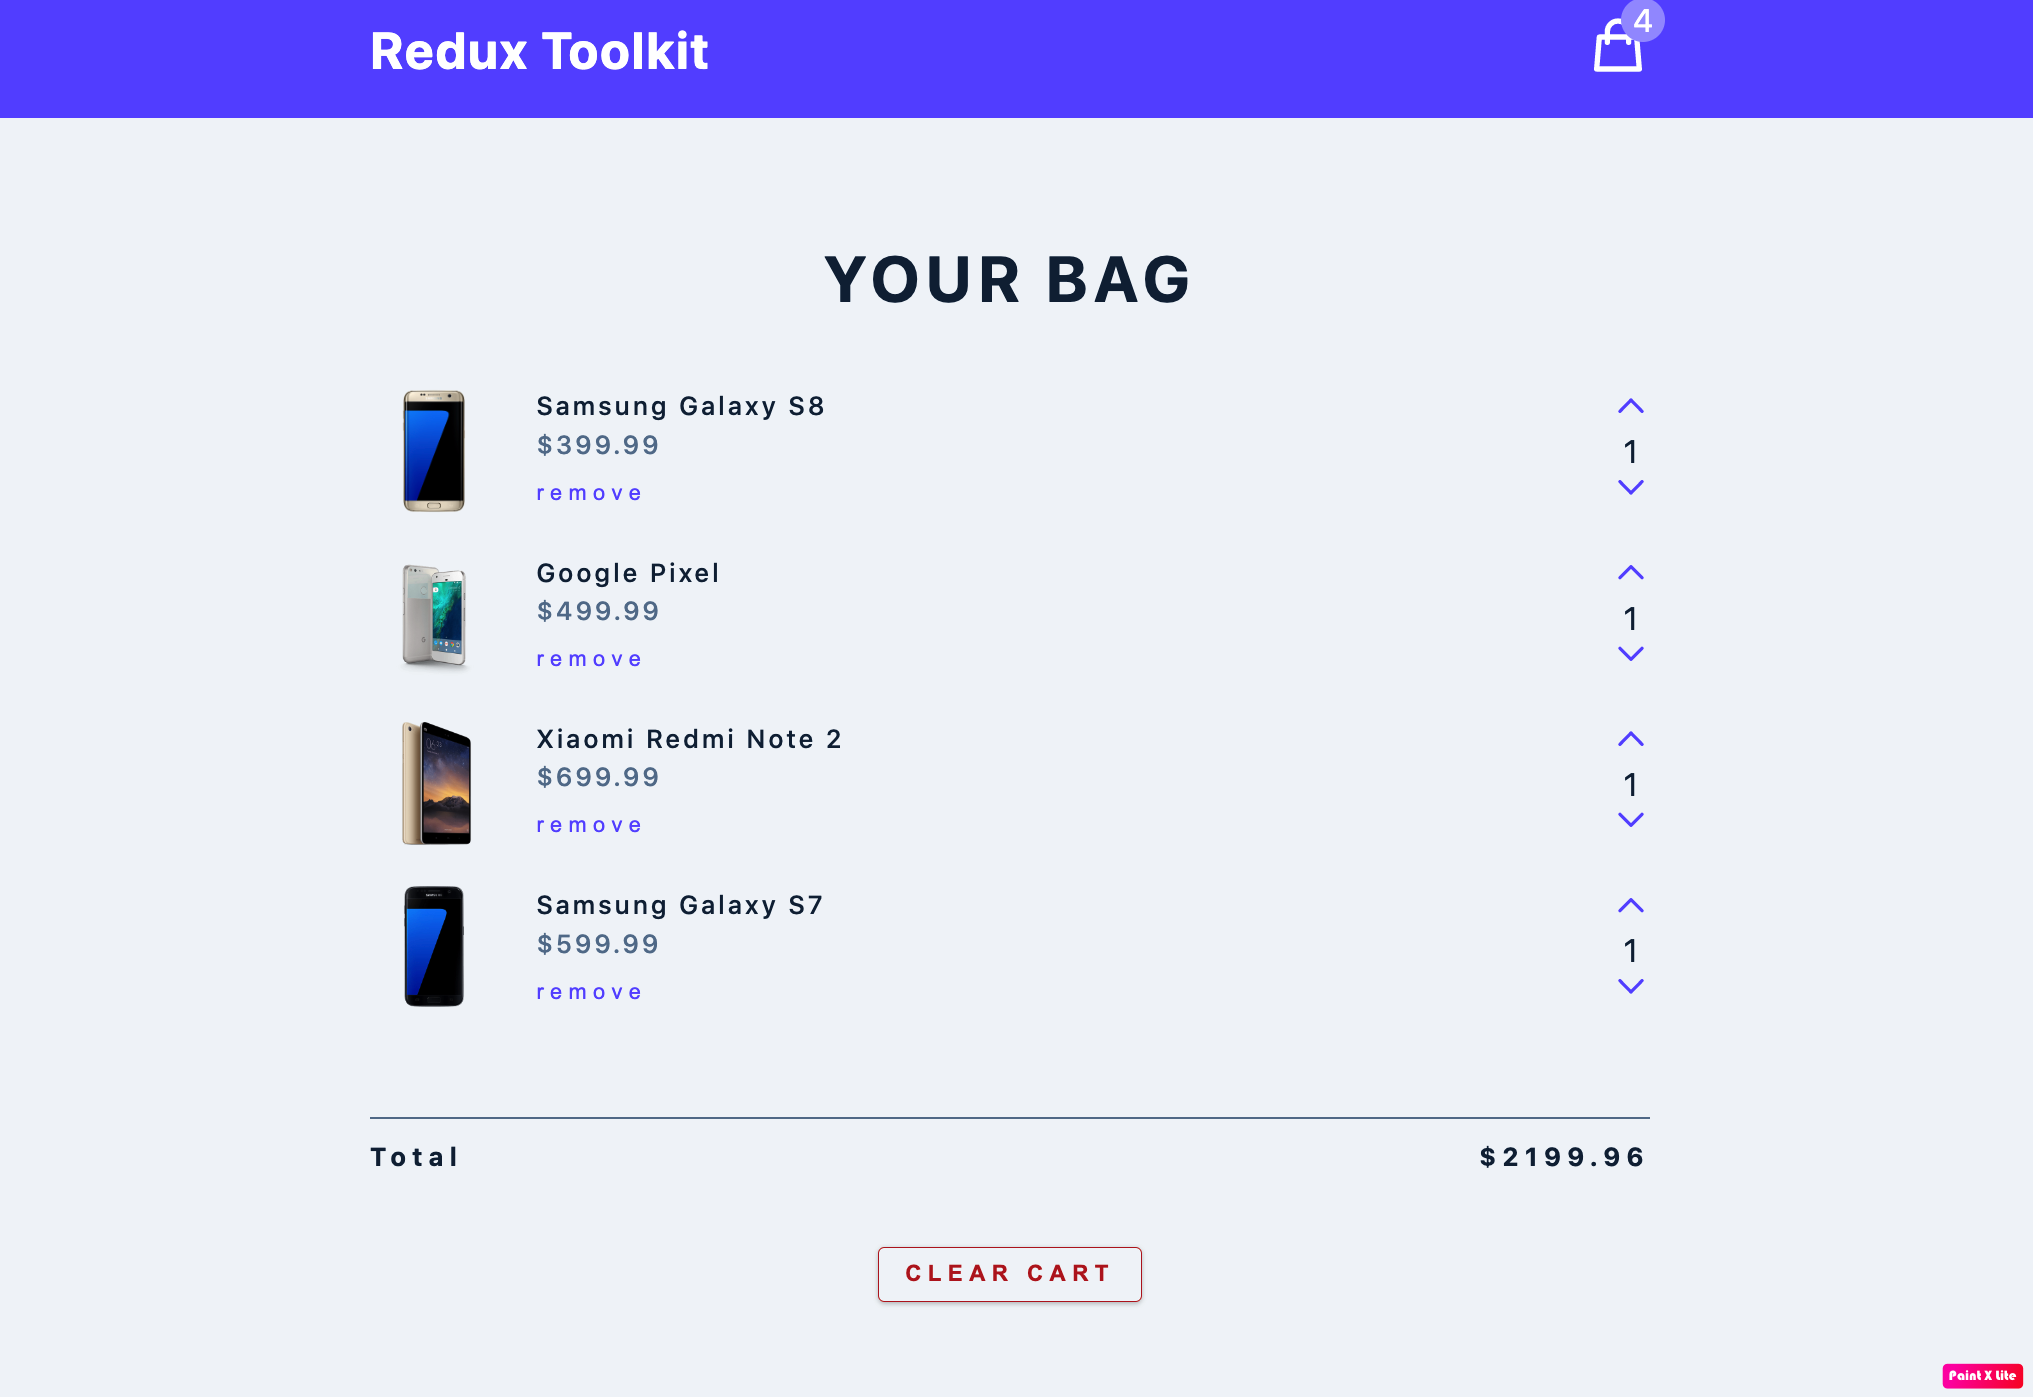 Redux Toolkit
4
YOUR BAG
Samsung Galaxy S8
$399.99
remove
1
Google Pixel
$499.99
remove
1
Xiaomi Redmi Note 2
$699.99
remove
1
Samsung Galaxy S7
$599.99
remove
1
Total $2199.96
CLEAR CART
Paint X Lite